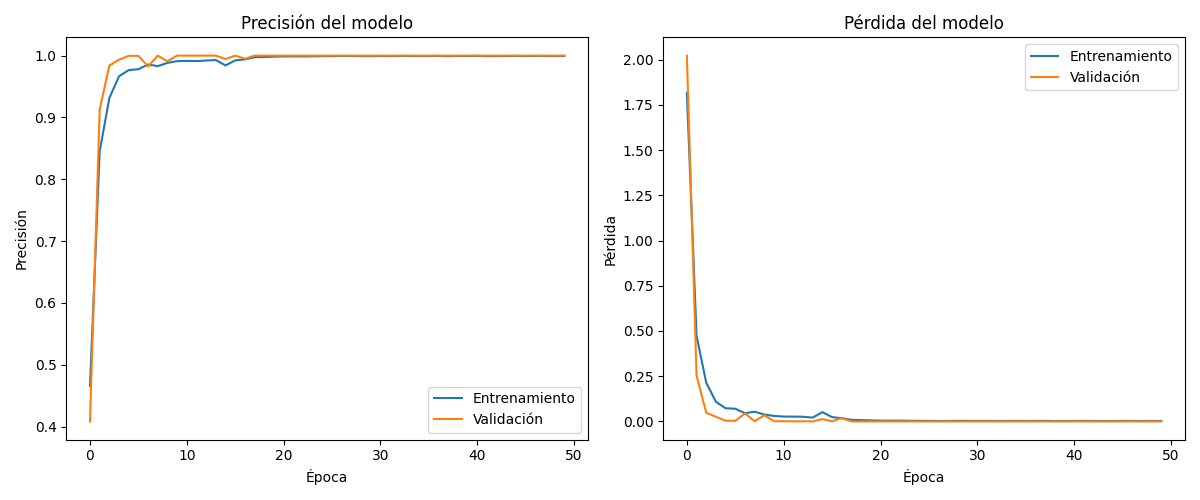 Precisión del modelo
Precisión
1.0
0.9
0.8
0.7
0.6
0.5
0.4
Entrenamiento
Validación
0 10 20 30 40 50
Época
Pérdida del modelo
Pérdida
2.00
1.75
1.50
1.25
1.00
0.75
0.50
0.25
0.00
Entrenamiento
Validación
0 10 20 30 40 50
Época